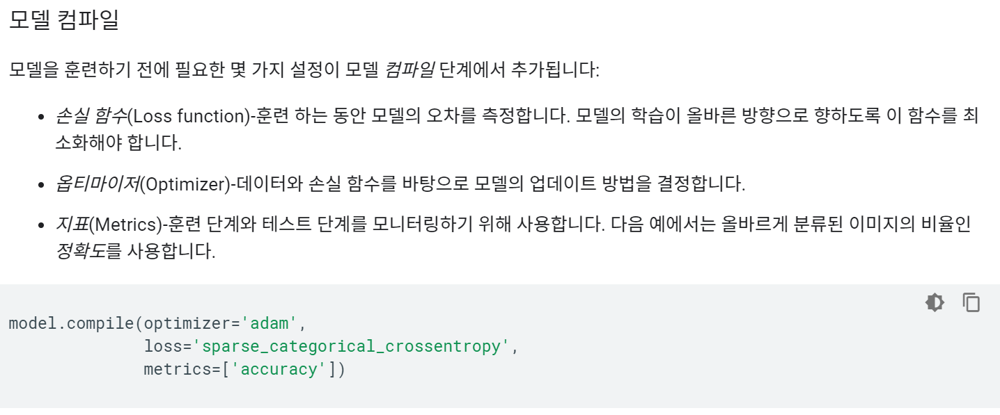 모델 컴파일
모델을 훈련하기 전에 필요한 몇 가지 설정이 모델 컴파일 단계에서 추가됩니다:
• 손실 함수(Loss function)-훈련 하는 동안 모델의 오차를 측정합니다. 모델의 학습이 올바른 방향으로 향하도록 이 함수를 최
소화해야 합니다.
• 옵티마이저(Optimizer)-데이터와 손실 함수를 바탕으로 모델의 업데이트 방법을 결정합니다.
• 지표(Metrics)-훈련 단계와 테스트 단계를 모니터링하기 위해 사용합니다. 다음 예에서는 올바르게 분류된 이미지의 비율인
정확도를 사용합니다.
model.compile(optimizer='adam',
              loss='sparse_categorical_crossentropy',
              metrics=['accuracy'])